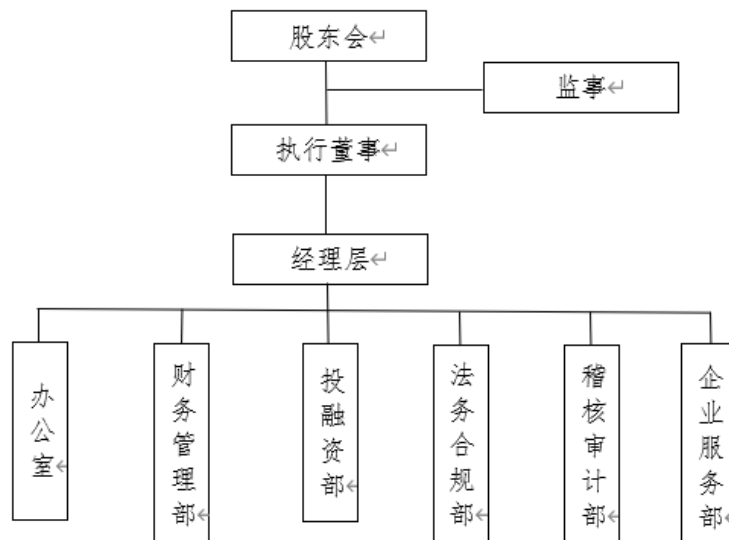 股东会
监事
执行董事
经理层
办公室
财务管理部
投融资部
法务合规部
稽核审计部
企业服务部